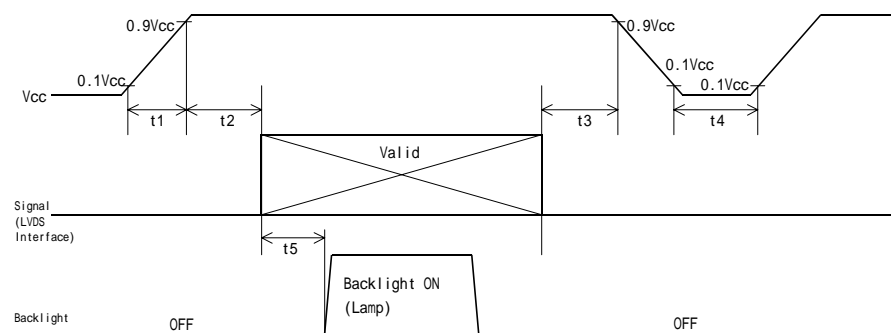 0.9Vcc
0.9Vcc
0.1Vcc
0.1Vcc
0.1Vcc
Vcc
t1
t2
t3
t4
Valid
Signal
(LVDS
Interface)
t5
Backlight ON
(Lamp)
Backlight
OFF
OFF